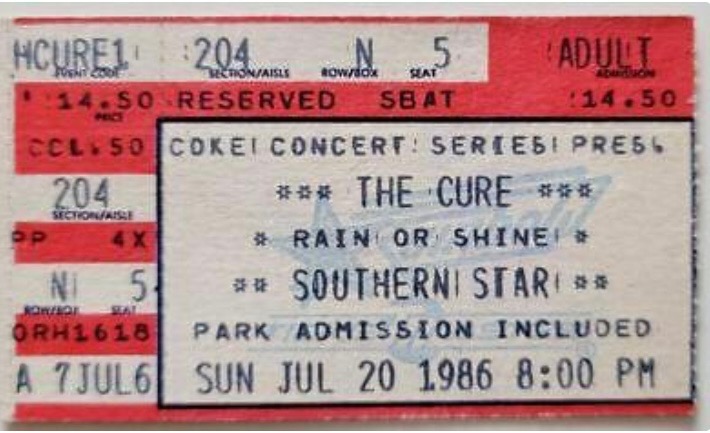 HCURE1 204 N 5 ADULT
EVENT CODE SECTION/AISLE ROW/BOX SEAT ADMISSION
14.50 RESERVED SBAT 14.50
PRICE
CCL.50 COKE CONCERT SERIES PRES.
204 *** THE CURE ***
SECTION/AISLE
PP 4X * RAIN OR SHINE *
N 5 ** SOUTHERN STAR **
ROW/BOX SEAT
ORH1618 PARK ADMISSION INCLUDED
A 7JUL6 SUN JUL 20 1986 8:00 PM